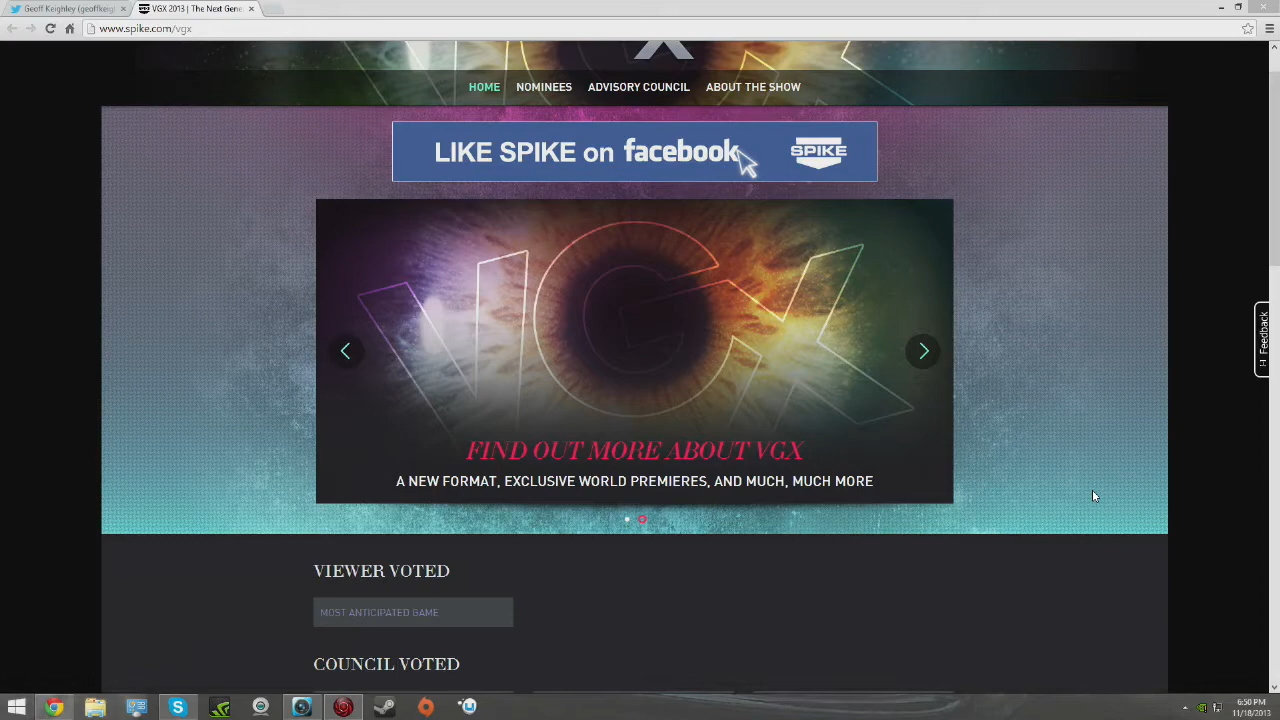 Geoff Keighley (geoffkeigh
VGX 2013 | The Next Gene
www.spike.com/vgx
X
HOME NOMINEES ADVISORY COUNCIL ABOUT THE SHOW
LIKE SPIKE on facebook SPIKE
VGX
Feedback
FIND OUT MORE ABOUT VGX
A NEW FORMAT, EXCLUSIVE WORLD PREMIERES, AND MUCH, MUCH MORE
VIEWER VOTED
MOST ANTICIPATED GAME
COUNCIL VOTED
6:50 PM
11/18/2013